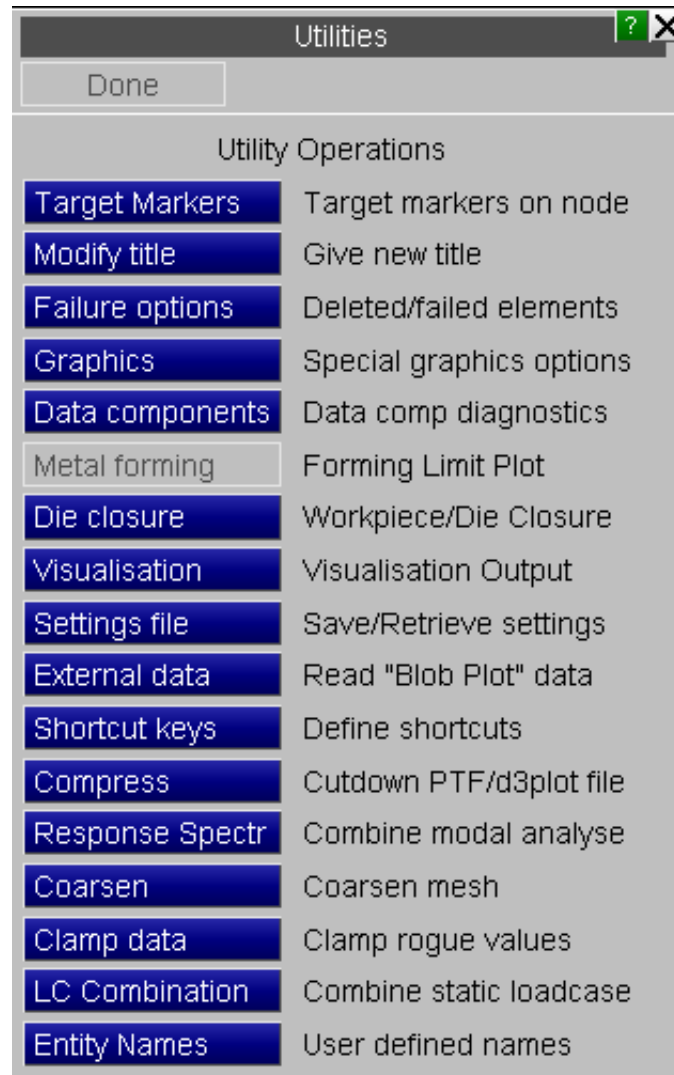 Utilities ?
Done
Utility Operations
Target Markers Target markers on node
Modify title Give new title
Failure options Deleted/failed elements
Graphics Special graphics options
Data components Data comp diagnostics
Metal forming Forming Limit Plot
Die closure Workpiece/Die Closure
Visualisation Visualisation Output
Settings file Save/Retrieve settings
External data Read "Blob Plot" data
Shortcut keys Define shortcuts
Compress Cutdown PTF/d3plot file
Response Spectr Combine modal analyse
Coarsen Coarsen mesh
Clamp data Clamp rogue values
LC Combination Combine static loadcase
Entity Names User defined names